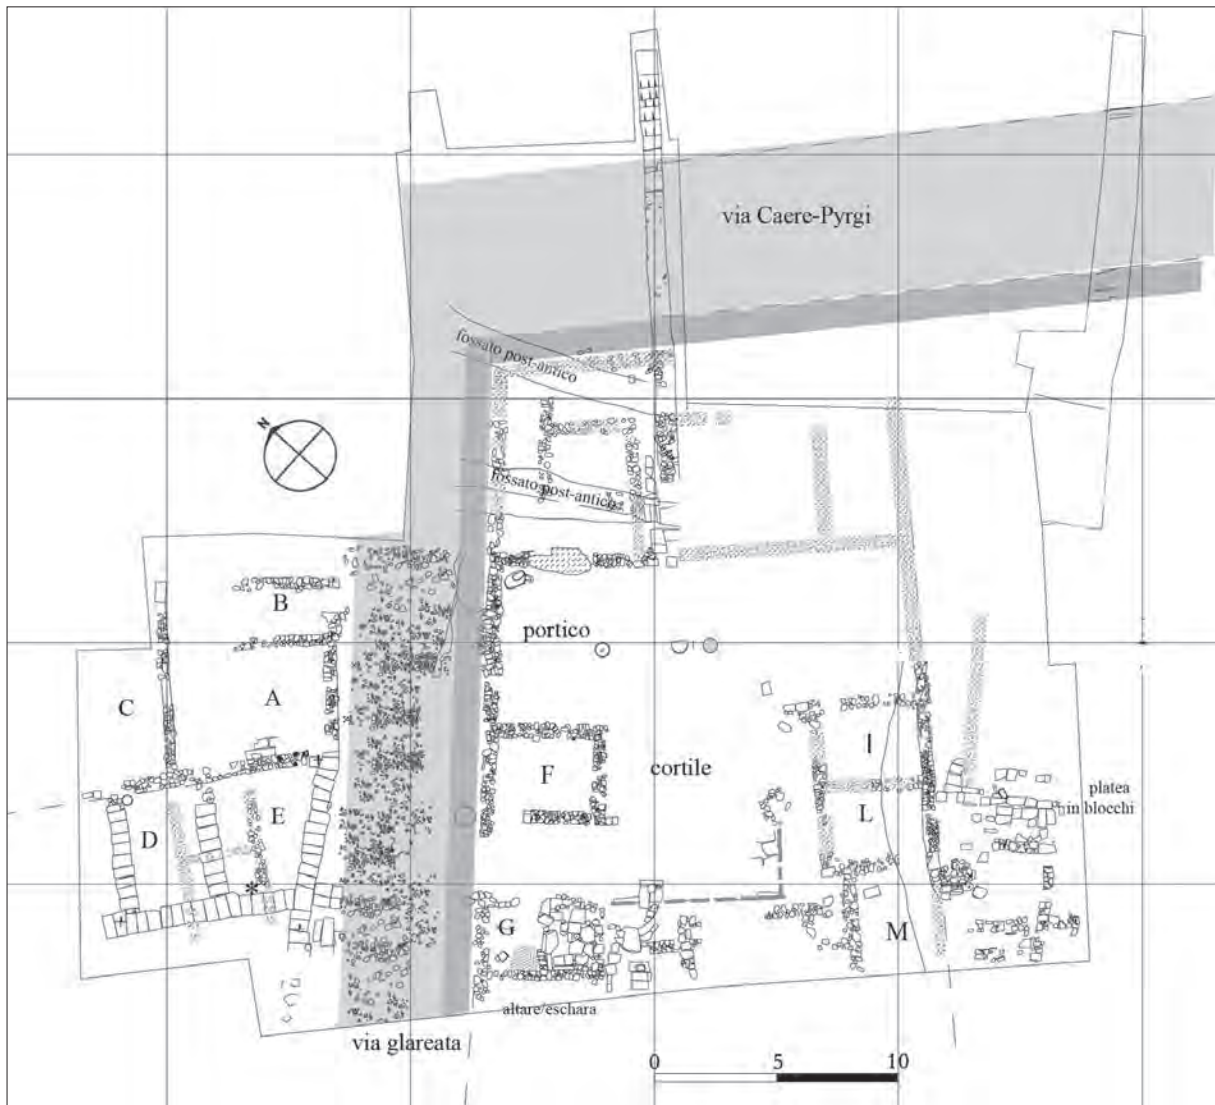 via Caere-Pyrgi
fossato post-antico
N
fossato post-antico
B
portico
C
A
I
F
cortile
platea
in blocchi
E
D
L
*
G
M
altare/eschara
via glareata
0 5 10